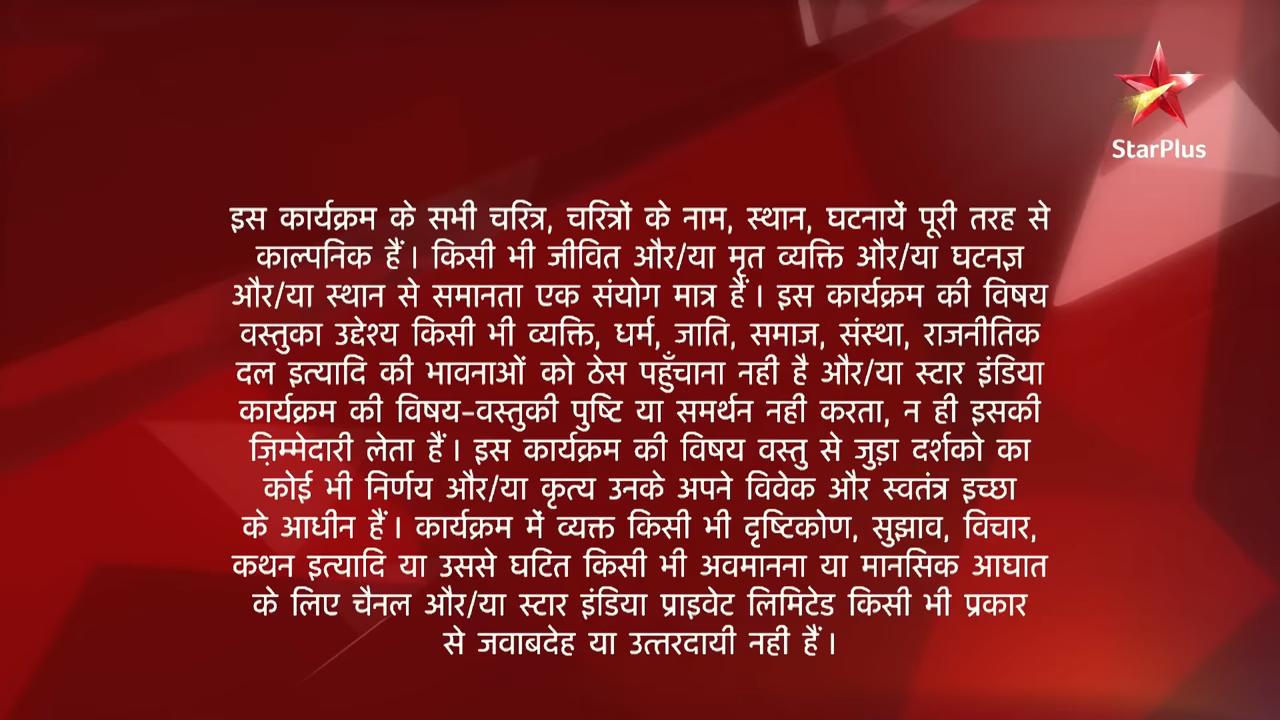 StarPlus
इस कार्यक्रम के सभी चरित्र, चरित्रों के नाम, स्थान, घटनायें पूरी तरह से
काल्पनिक हैं। किसी भी जीवित और/या मृत व्यक्ति और/या घटनज्ञ
और/या स्थान से समानता एक संयोग मात्र हैं। इस कार्यक्रम की विषय
वस्तुका उद्देश्य किसी भी व्यक्ति, धर्म, जाति, समाज, संस्था, राजनीतिक
दल इत्यादि की भावनाओं को ठेस पहुँचाना नही है और/या स्टार इंडिया
कार्यक्रम की विषय-वस्तुकी पुष्टि या समर्थन नही करता, न ही इसकी
ज़िम्मेदारी लेता हैं। इस कार्यक्रम की विषय वस्तु से जुड़ा दर्शको का
कोई भी निर्णय और/या कृत्य उनके अपने विवेक और स्वतंत्र इच्छा
के आधीन हैं। कार्यक्रम में व्यक्त किसी भी दृष्टिकोण, सुझाव, विचार,
कथन इत्यादि या उससे घटित किसी भी अवमानना या मानसिक आघात
के लिए चैनल और/या स्टार इंडिया प्राइवेट लिमिटेड किसी भी प्रकार
से जवाबदेह या उत्तरदायी नही हैं।